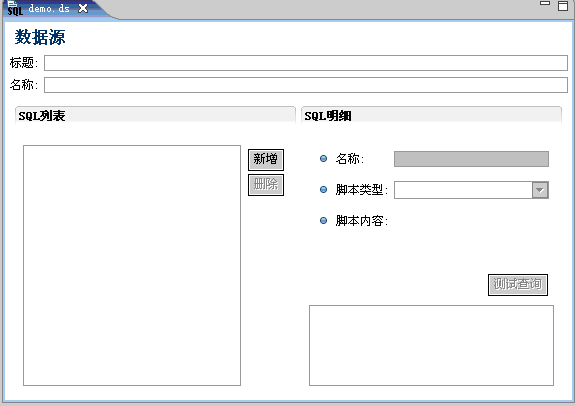 SQL demo.ds
数据源
标题:
名称:
SQL列表
SQL明细
新增
删除
名称:
脚本类型:
脚本内容:
测试查询